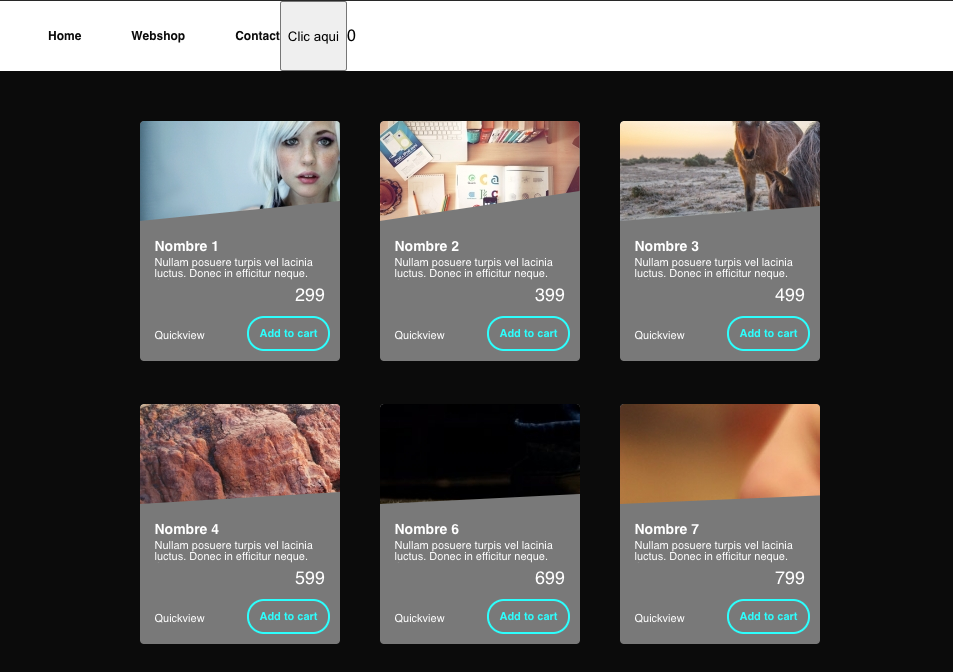 Home Webshop Contact Clic aqui 0
Nombre 1
Nullam posuere turpis vel lacinia
luctus. Donec in efficitur neque.
299
Quickview Add to cart
Nombre 2
Nullam posuere turpis vel lacinia
luctus. Donec in efficitur neque.
399
Quickview Add to cart
Nombre 3
Nullam posuere turpis vel lacinia
luctus. Donec in efficitur neque.
499
Quickview Add to cart
Nombre 4
Nullam posuere turpis vel lacinia
luctus. Donec in efficitur neque.
599
Quickview Add to cart
Nombre 6
Nullam posuere turpis vel lacinia
luctus. Donec in efficitur neque.
699
Quickview Add to cart
Nombre 7
Nullam posuere turpis vel lacinia
luctus. Donec in efficitur neque.
799
Quickview Add to cart